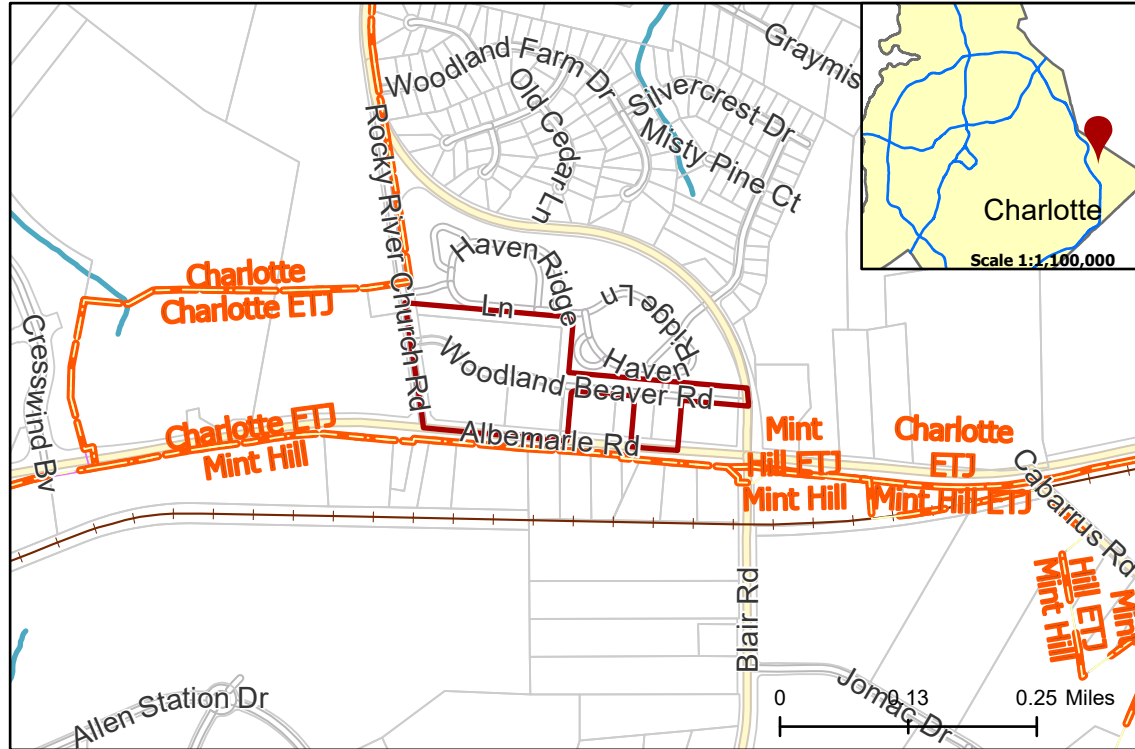 Graymis
Woodland Farm Dr
Old Cedar Ln
Silvercrest Dr
Misty Pine Ct
Charlotte
Scale 1:1,100,000
Rocky River Church Rd
Haven Ridge
Ln
Ridge Ln
Haven
Charlotte
Charlotte ETJ
Cresswind Bv
Woodland Beaver Rd
Albemarle Rd
Charlotte ETJ
Mint Hill
Mint
Hill ETJ
Mint Hill
Charlotte
ETJ
Mint Hill ETJ
Cabarrus Rd
Hill ETJ
Mint Hill
Mint
Blair Rd
Jomac Dr
Allen Station Dr
0 0.13 0.25 Miles